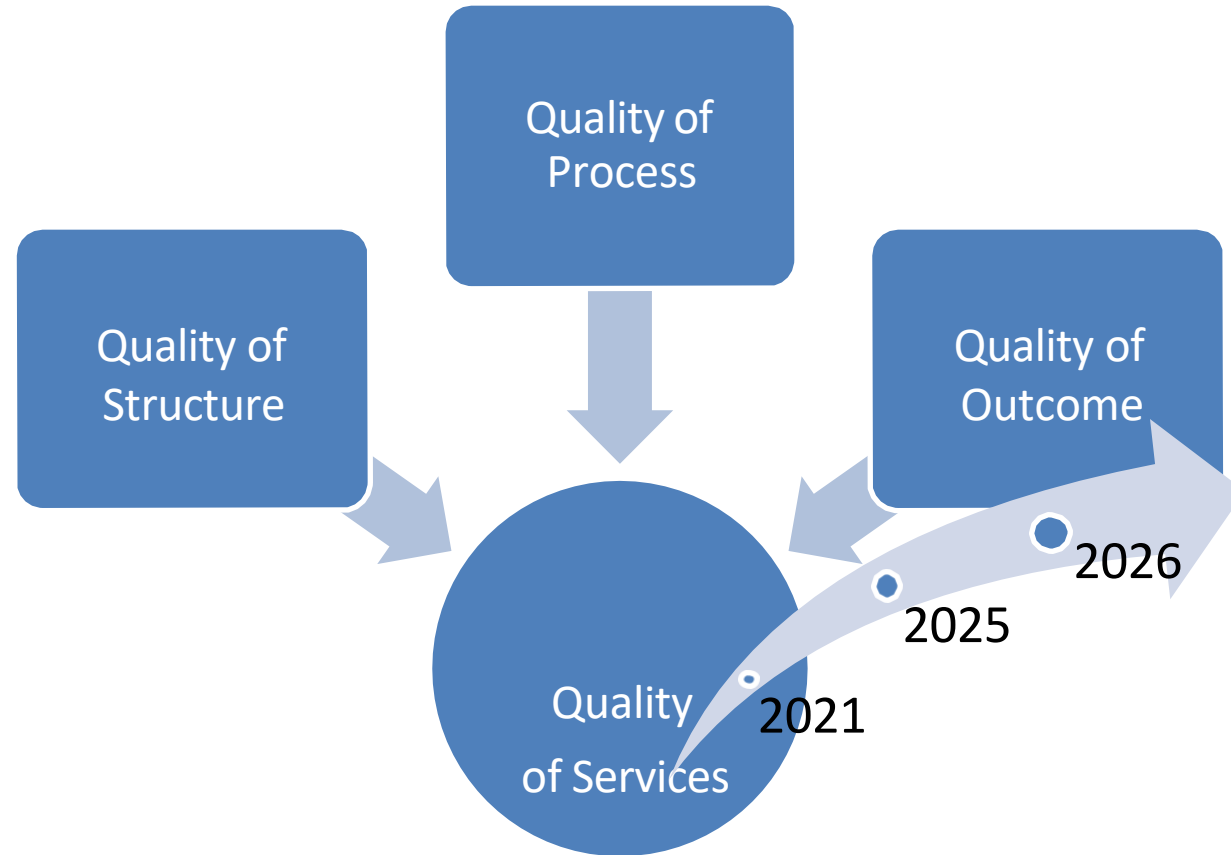 Quality of
Process
Quality of
Structure
Quality of
Outcome
2026
2025
Quality
of Services
2021